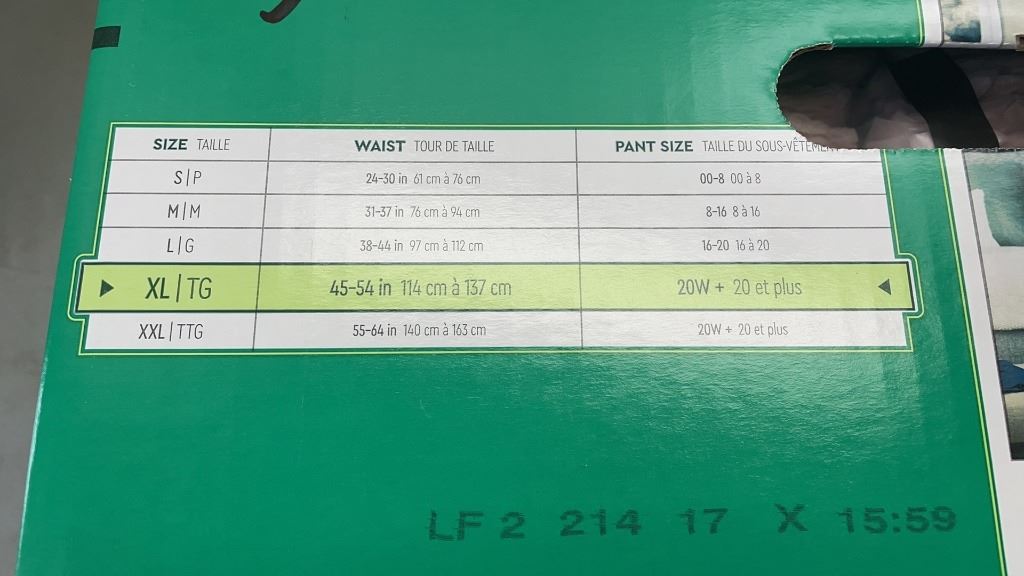 SIZE TAILLE WAIST TOUR DE TAILLE PANT SIZE TAILLE DU
S|P 24-30 in 61 cm à 76 cm 00-8 00 à 8
M|M 31-37 in 76 cm à 94 cm 8-16 8 à 16
L|G 38-44 in 97 cm à 112 cm 16-20 16 à 20
XL|TG 45-54 in 114 cm à 137 cm 20W + 20 et plus
XXL|TTG 55-64 in 140 cm à 163 cm 20W + 20 et plus
LF 2 214 17 X 15:59